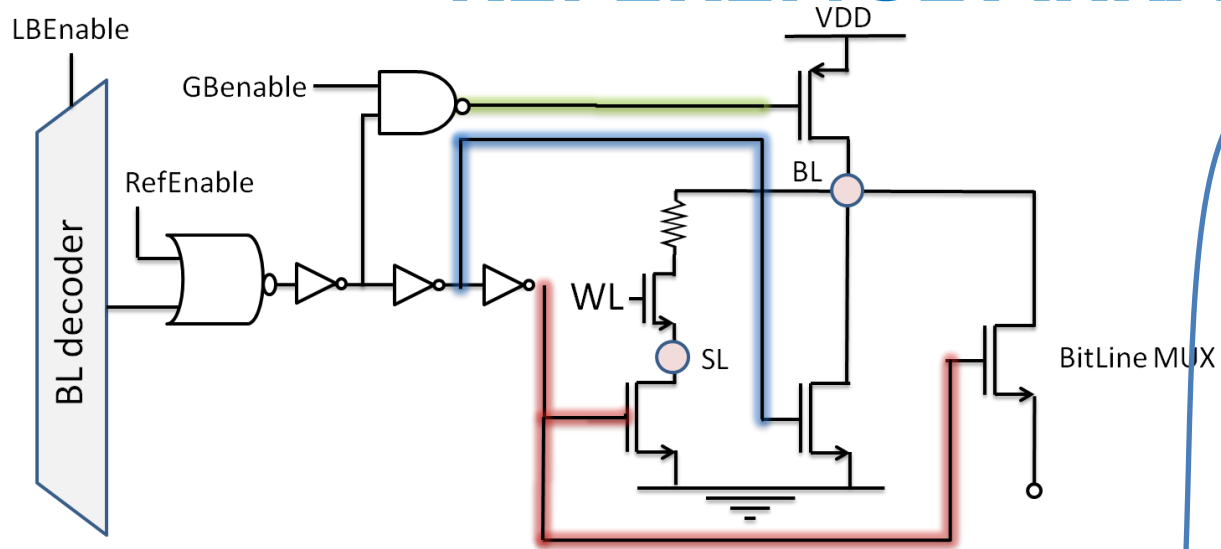 LBEnable
VDD
GBenable
BL
RefEnable
BL decoder
WL
SL
BitLine MUX